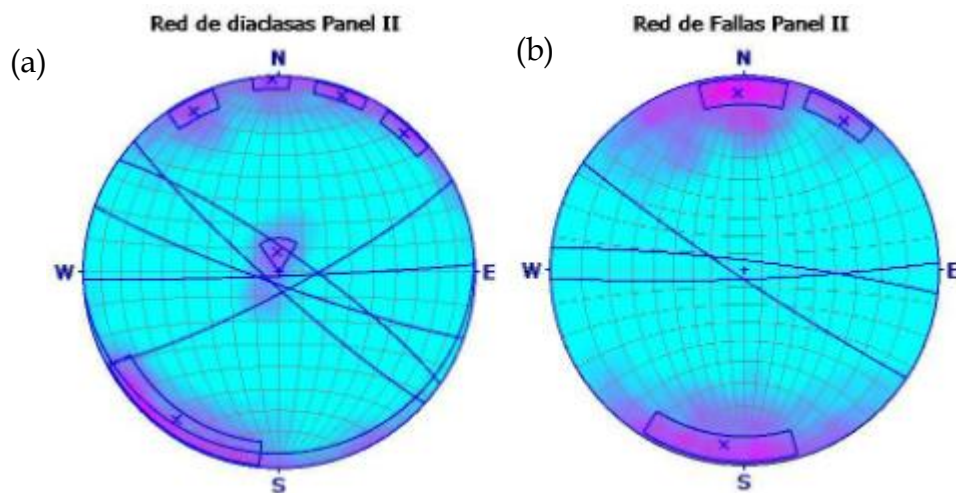 (a)
Red de diaclasas Panel II
N
W
E
S
(b)
Red de Fallas Panel II
N
W
E
S